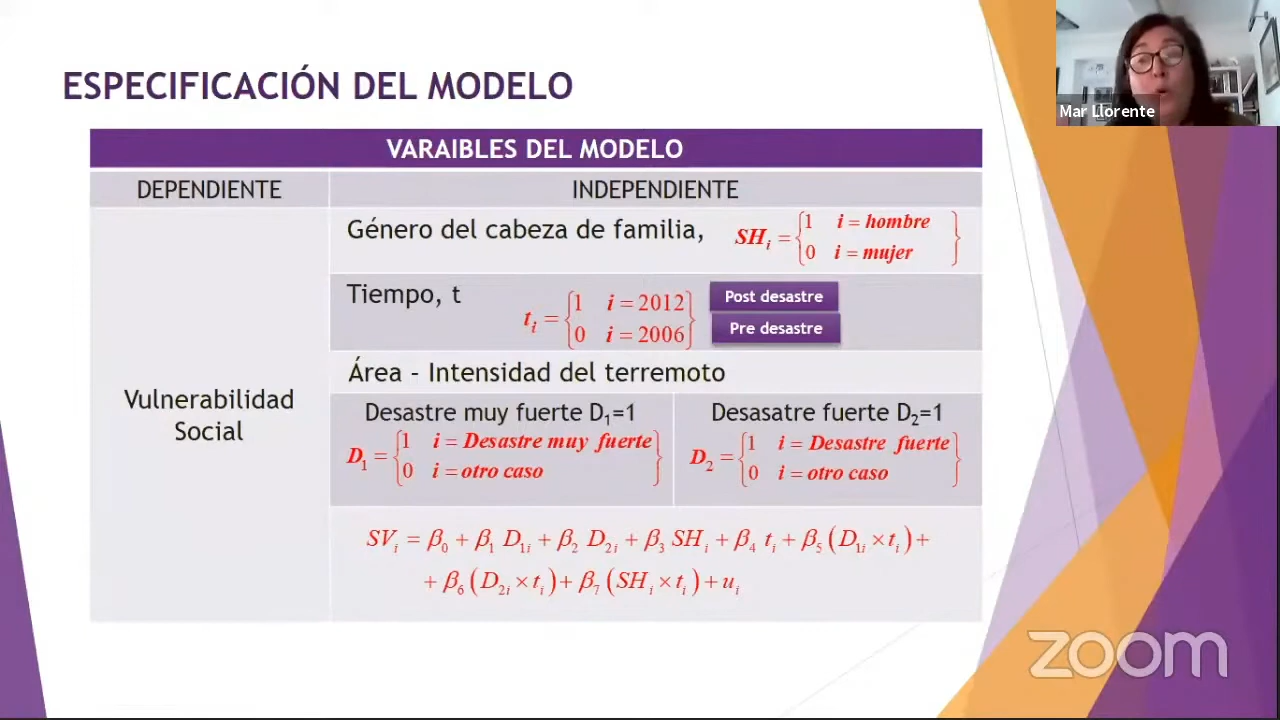 ESPECIFICACIÓN DEL MODELO
Mar Llorente
VARAIBLES DEL MODELO
DEPENDIENTE
INDEPENDIENTE
Vulnerabilidad
Social
Género del cabeza de familia,
SHᵢ = {1 i = hombre
0 i = mujer}
Tiempo, t
tᵢ = {1 i = 2012
0 i = 2006}
Post desastre
Pre desastre
Área - Intensidad del terremoto
Desastre muy fuerte D₁=1
D₁ = {1 i = Desastre muy fuerte
0 i = otro caso}
Desasatre fuerte D₂=1
D₂ = {1 i = Desastre fuerte
0 i = otro caso}
SVᵢ = β₀ + β₁ D₁ᵢ + β₂ D₂ᵢ + β₃ SHᵢ + β₄ tᵢ + β₅ (D₁ᵢ × tᵢ) +
+ β₆ (D₂ᵢ × tᵢ) + β₇ (SHᵢ × tᵢ) + uᵢ
zoom